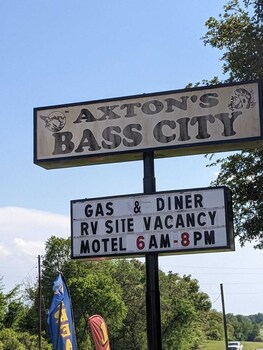 AXTON'S
BASS CITY
GAS & DINER
RV SITE VACANCY
MOTEL 6AM-8PM